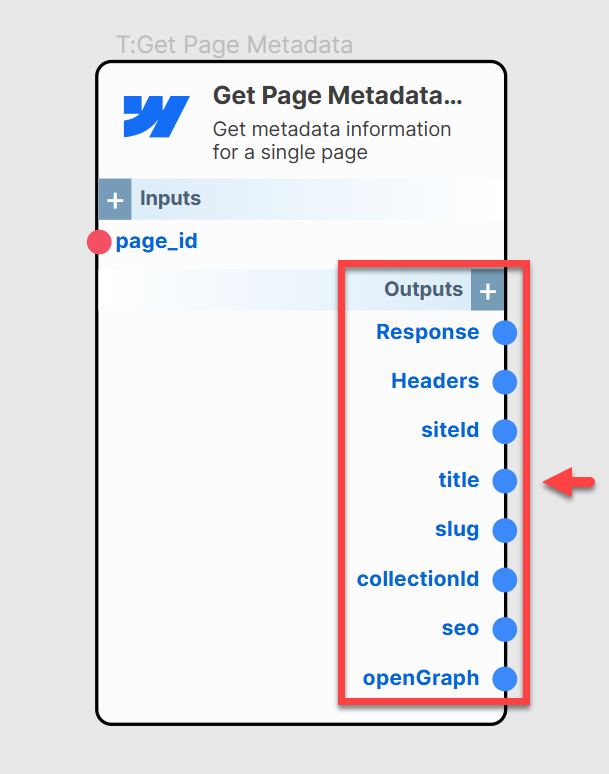 T:Get Page Metadata
Get Page Metadata...
Get metadata information
for a single page
+ Inputs
page_id
Outputs +
Response
Headers
siteId
title
slug
collectionId
seo
openGraph